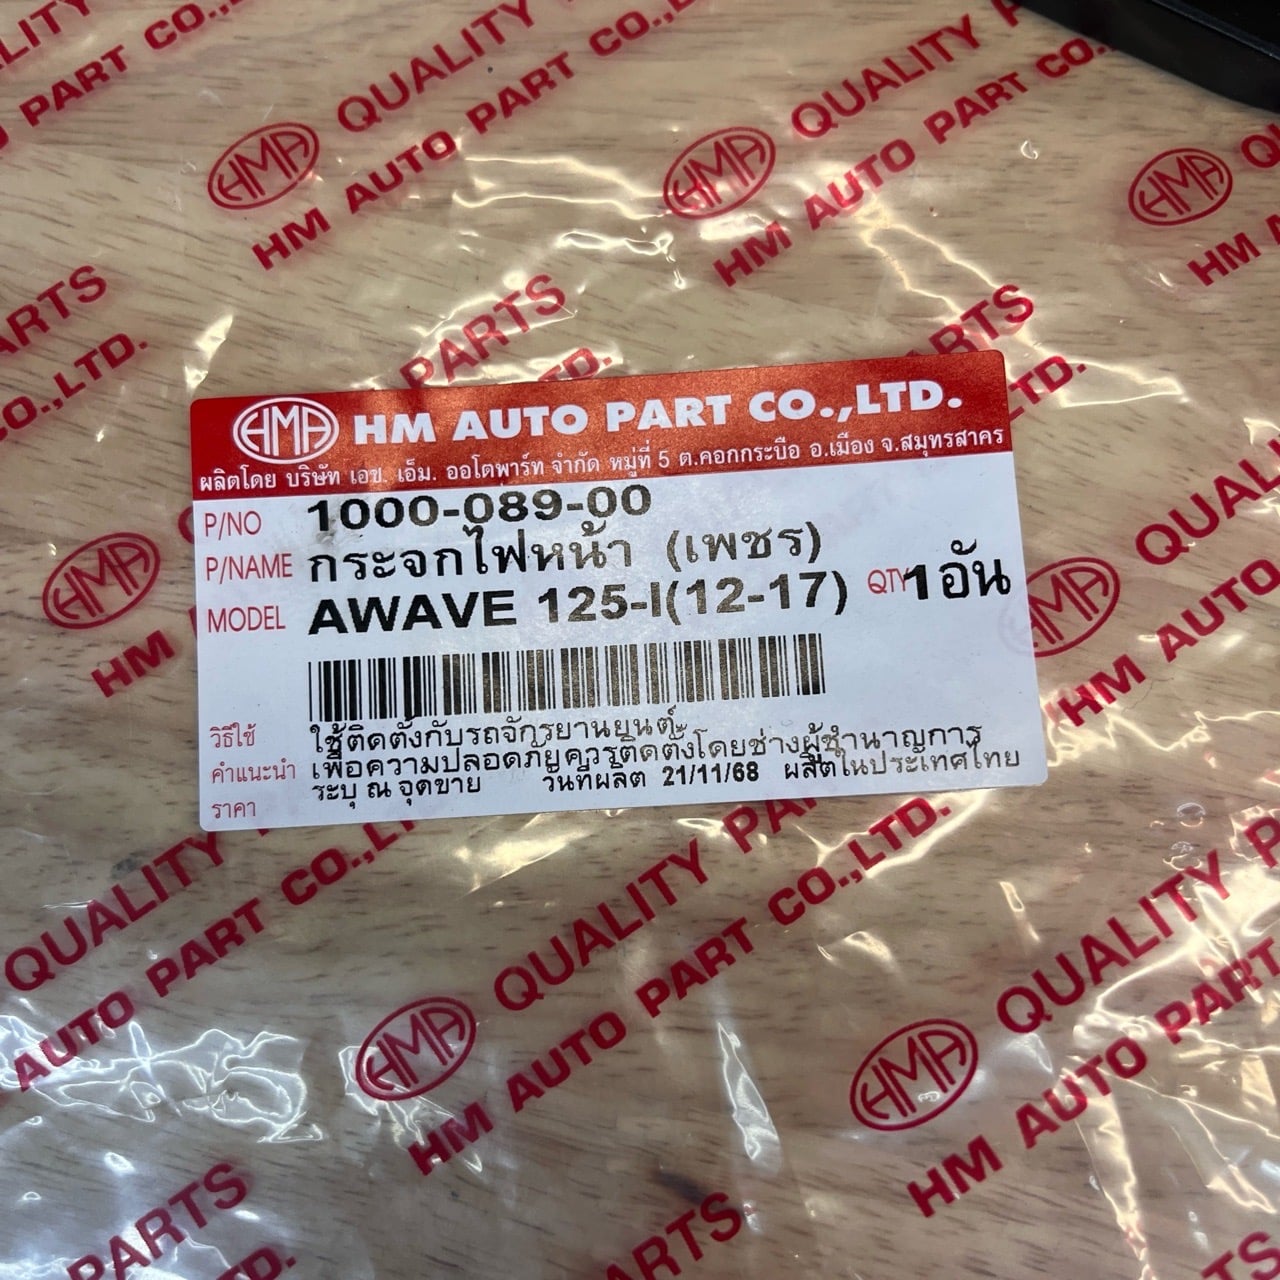 HMA HM AUTO PART CO.,LTD.
ผลิตโดย บริษัท เอช. เอ็ม. ออโตพาร์ท จำกัด หมู่ที่ 5 ต.คอกกระบือ อ.เมือง จ.สมุทรสาคร
P/NO 1000-089-00
P/NAME กระจกไฟหน้า (เพชร)
MODEL AWAVE 125-I(12-17) QTY 1อัน
วิธีใช้ ใช้ติดตั้งกับรถจักรยานยนต์
คำแนะนำ เพื่อความปลอดภัยควรติดตั้งโดยช่างผู้ชำนาญการ
ราคา ระบุ ณ จุดขาย วันที่ผลิต 21/11/68 ผลิตในประเทศไทย
HMA QUALITY PARTS
HM AUTO PART CO.,LTD.